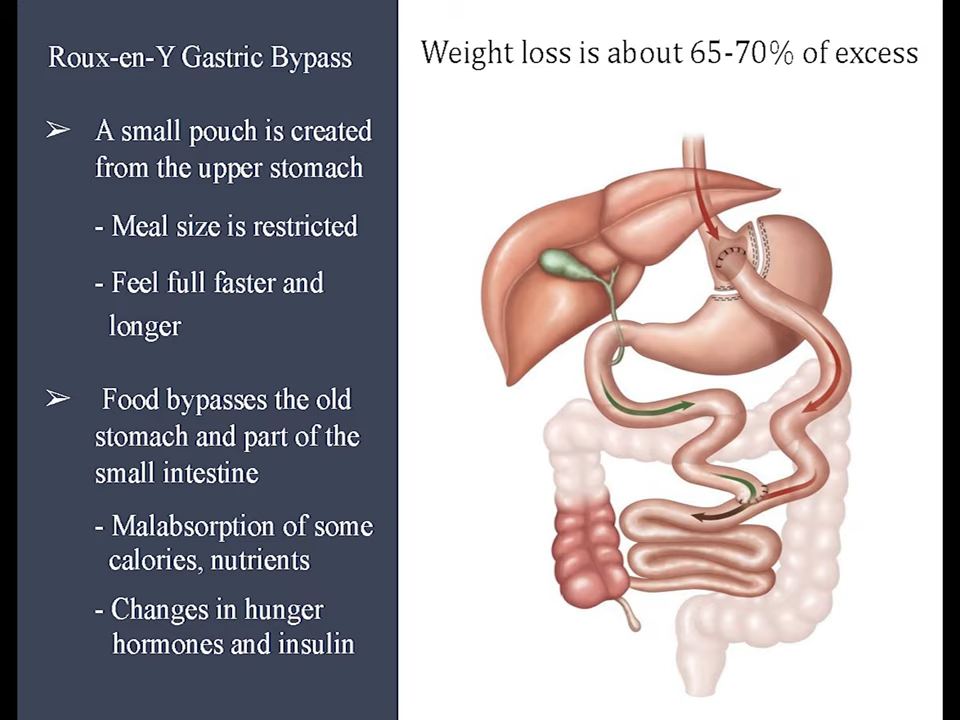 Roux-en-Y Gastric Bypass
➢ A small pouch is created
from the upper stomach
- Meal size is restricted
- Feel full faster and
longer
➢ Food bypasses the old
stomach and part of the
small intestine
- Malabsorption of some
calories, nutrients
- Changes in hunger
hormones and insulin
Weight loss is about 65-70% of excess